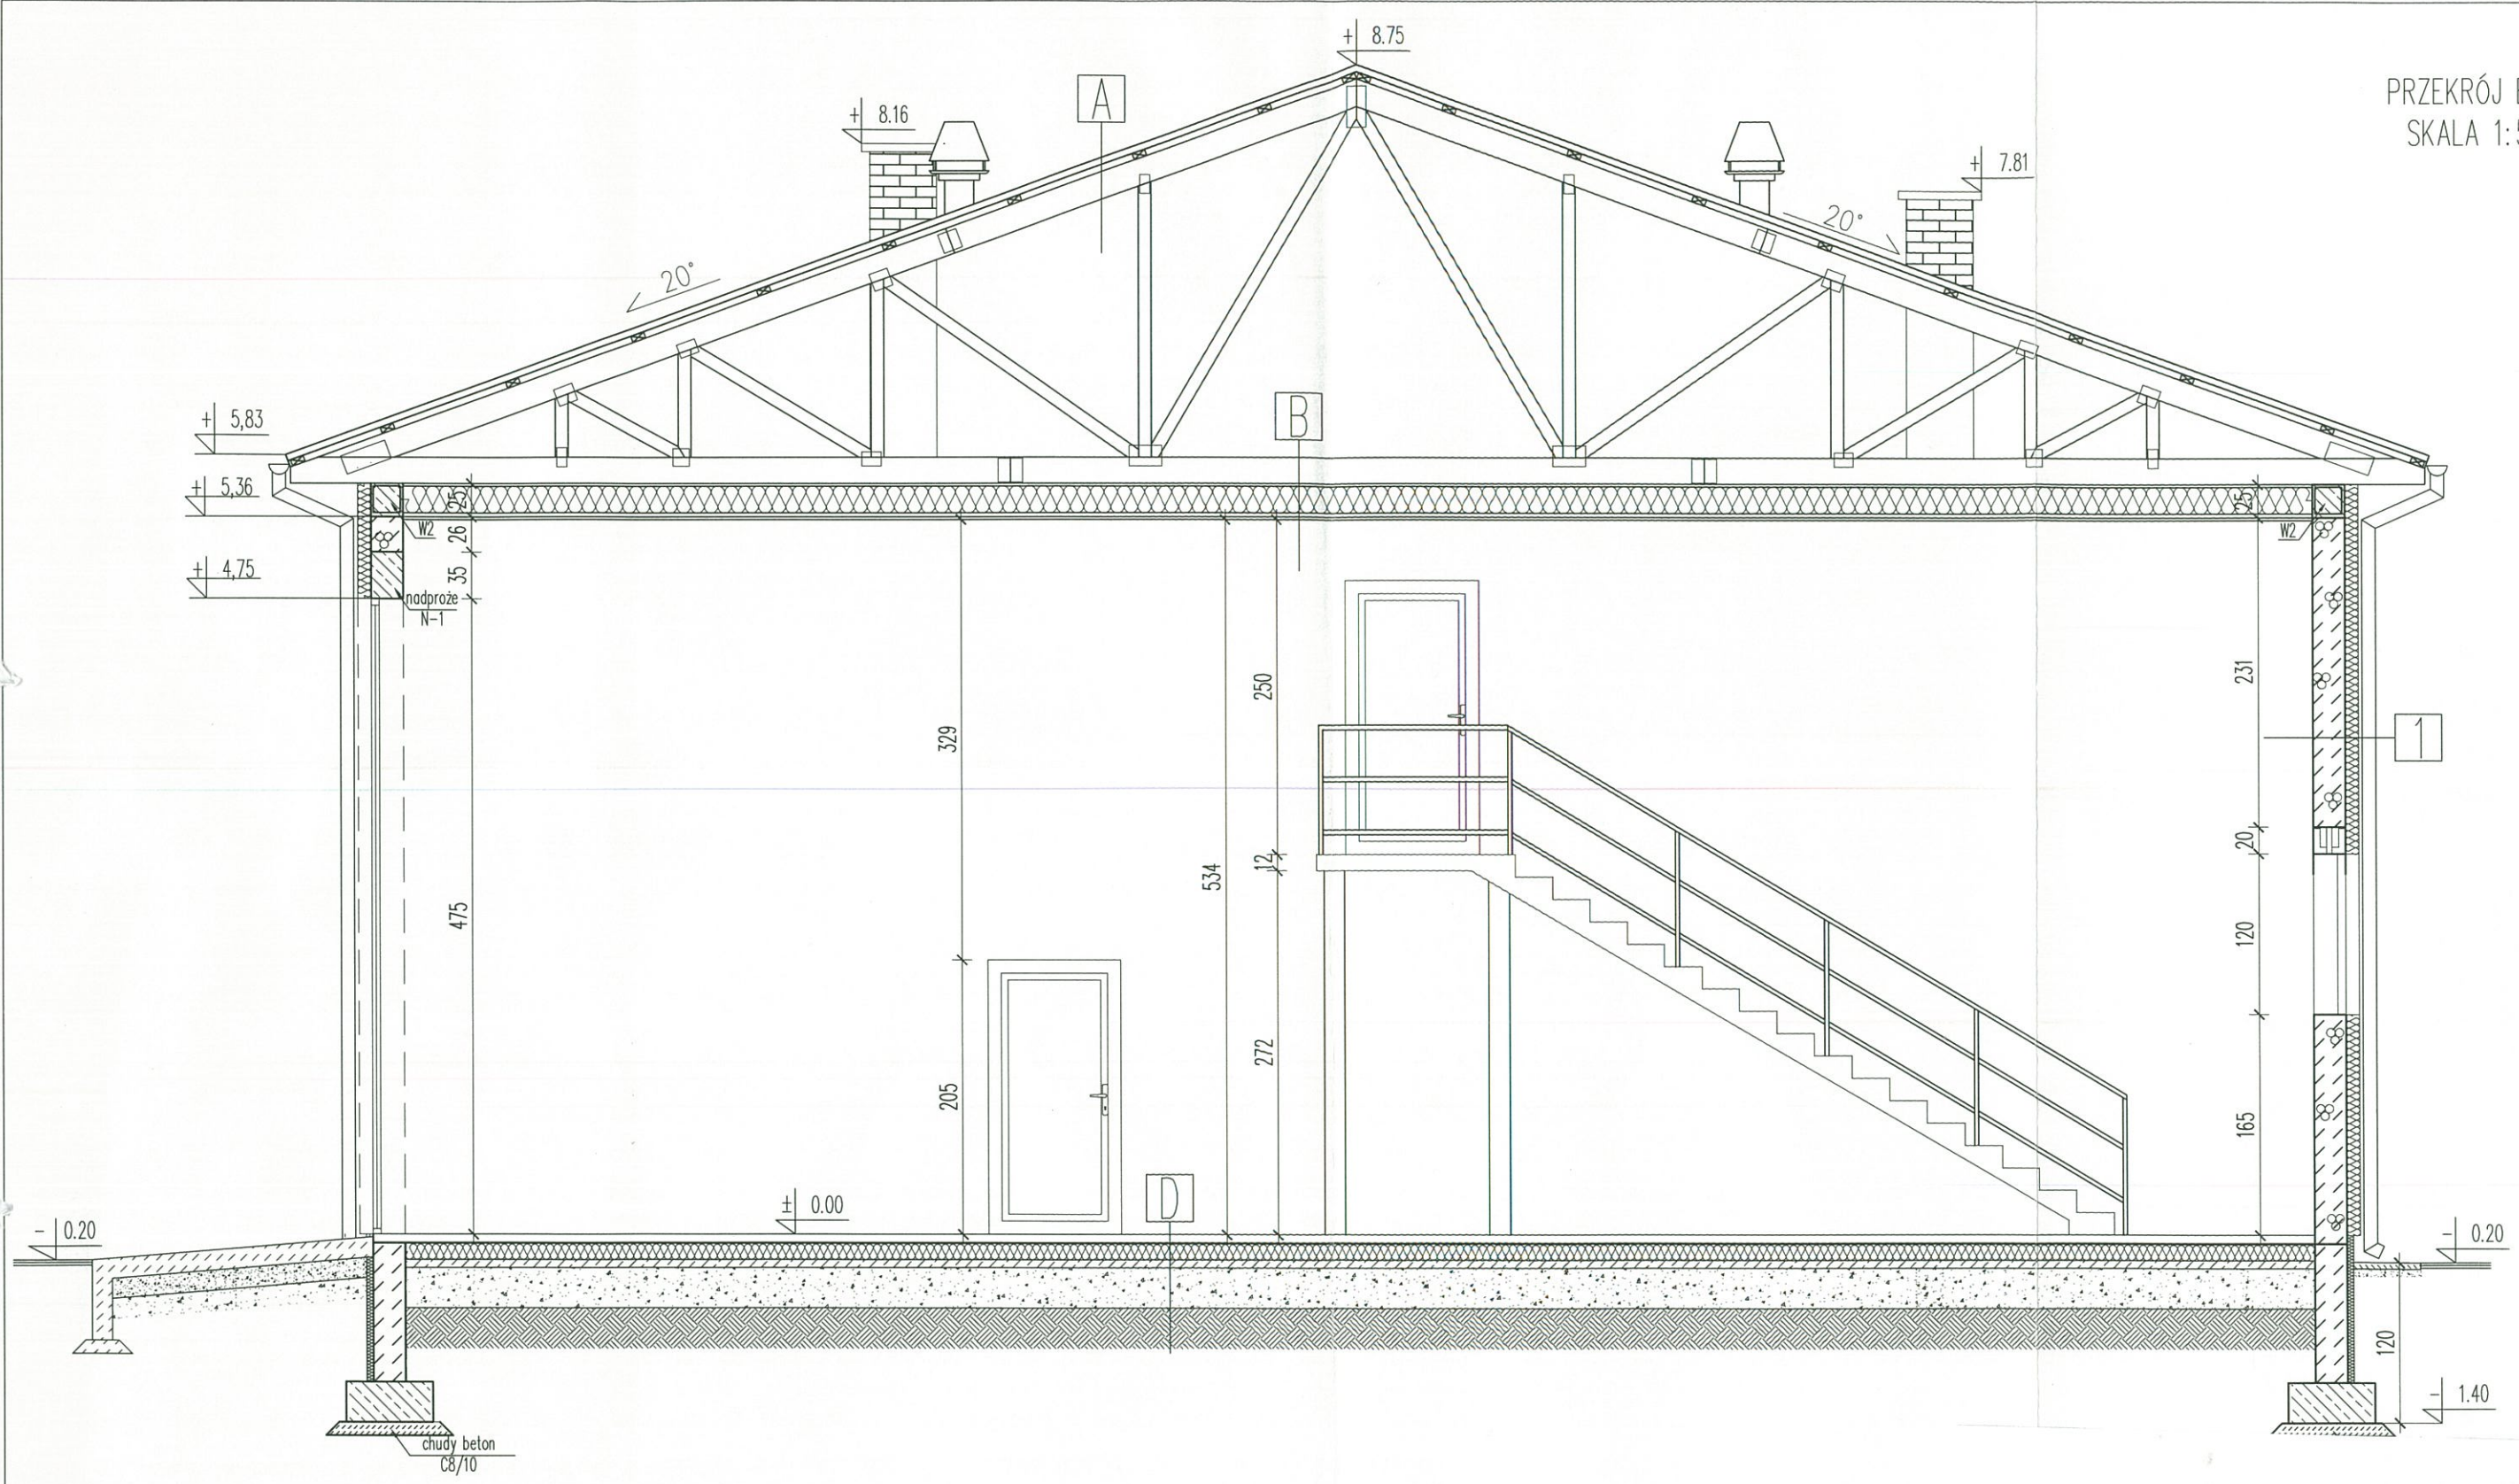 + 8.75
PRZEKRÓJ
SKALA 1:
A
+ 8.16
+ 7.81
20°
20°
+ 5,83
B
+ 5,36
25
25
W2
26
W2
+ 4,75
35
nadproże
N-1
250
231
329
1
20
12
534
475
120
272
205
165
D
± 0.00
- 0.20
- 0.20
120
- 1.40
chudy beton
C8/10